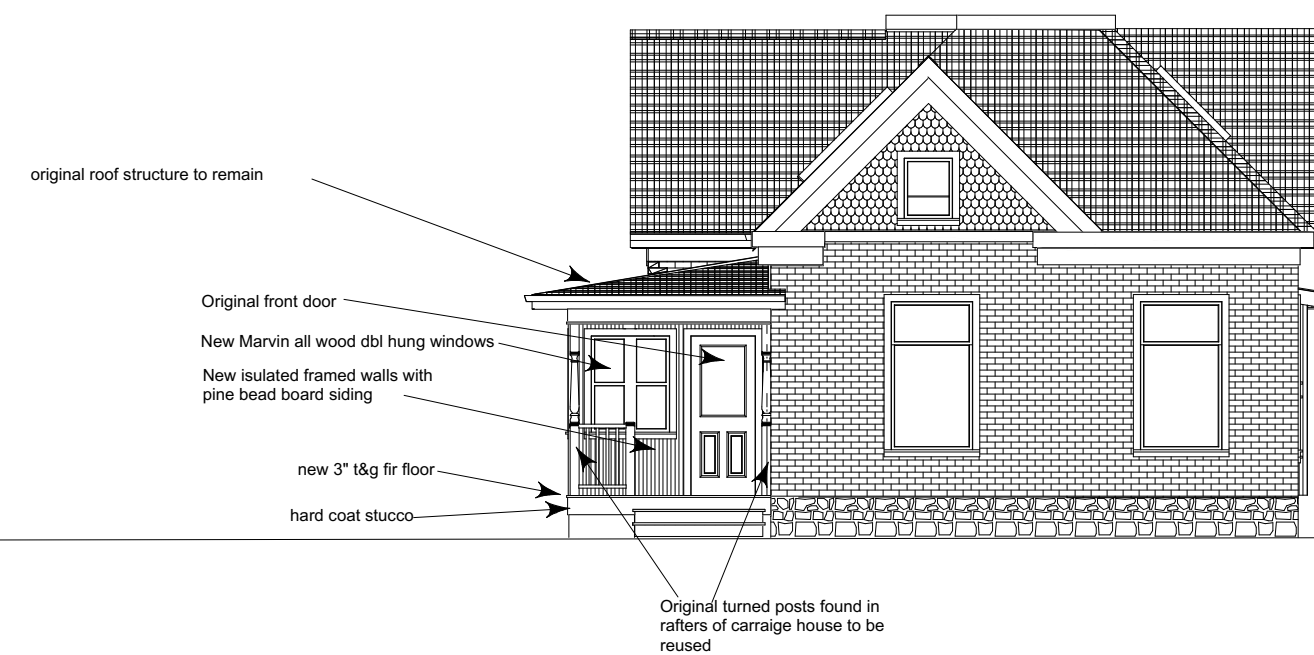 original roof structure to remain
Original front door
New Marvin all wood dbl hung windows
New isulated framed walls with
pine bead board siding
new 3" t&g fir floor
hard coat stucco
Original turned posts found in
rafters of carraige house to be
reused